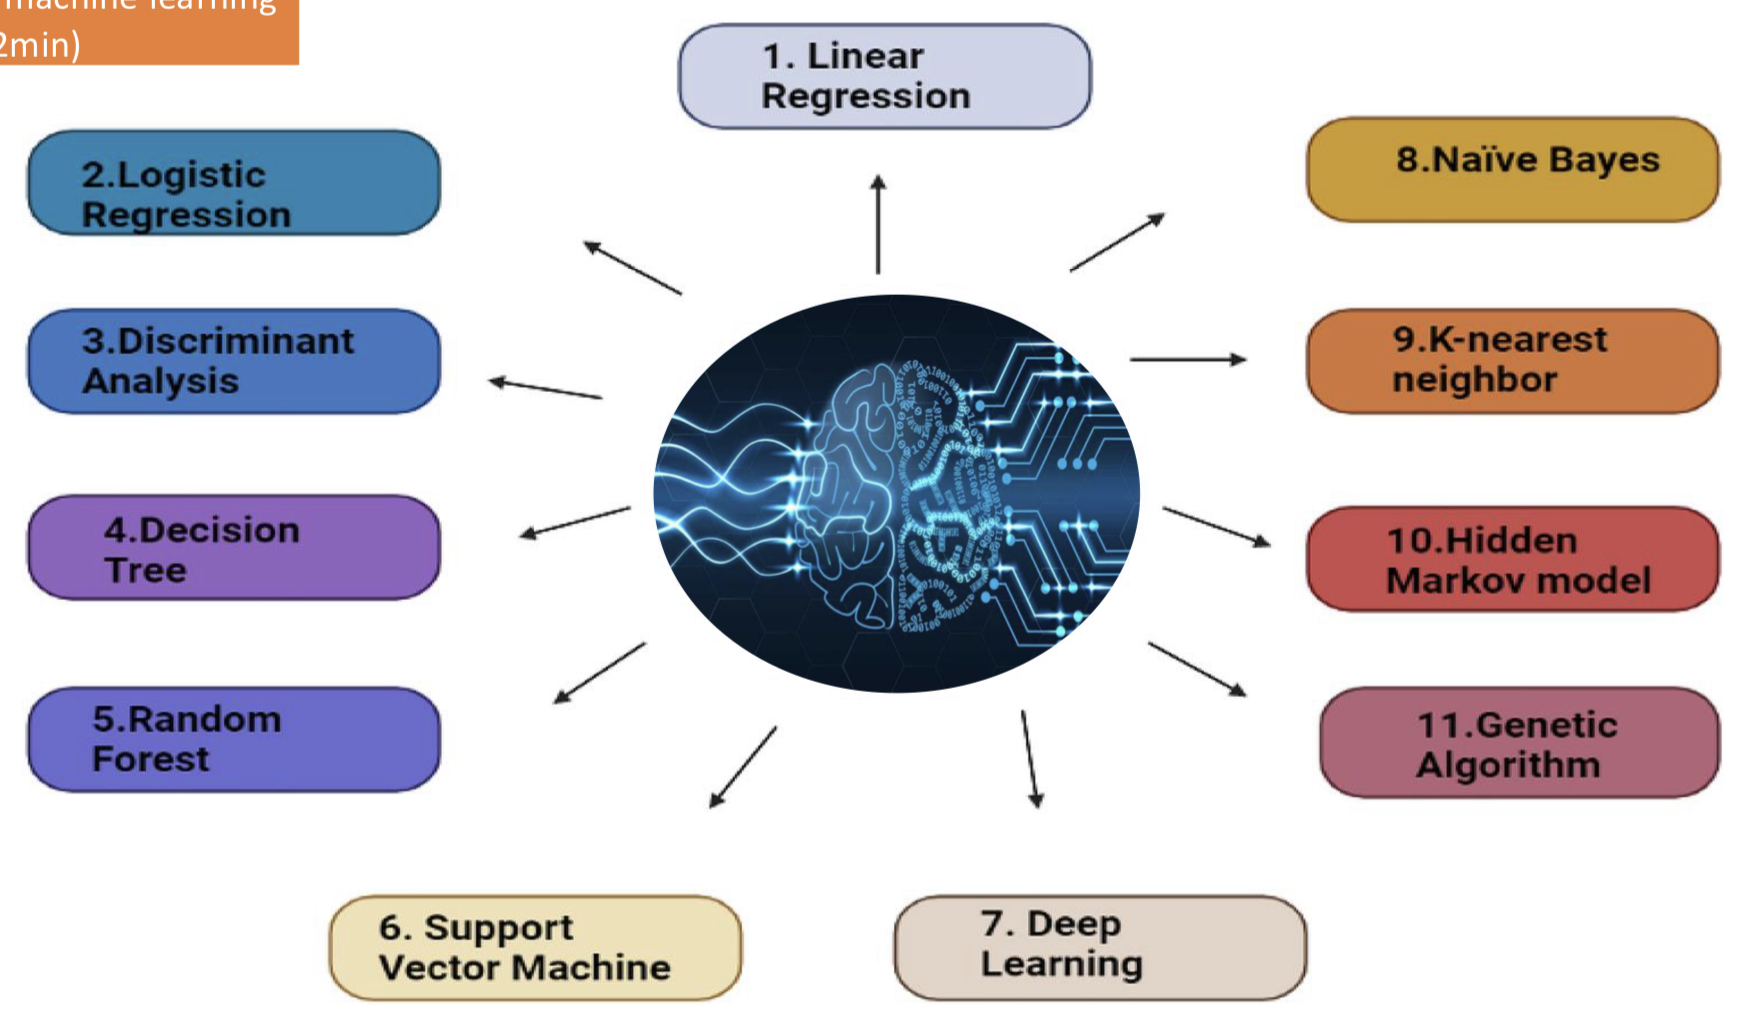 machine learning
2min)
1. Linear
Regression
2.Logistic
Regression
3.Discriminant
Analysis
4.Decision
Tree
5.Random
Forest
6. Support
Vector Machine
7. Deep
Learning
8.Naïve Bayes
9.K-nearest
neighbor
10.Hidden
Markov model
11.Genetic
Algorithm